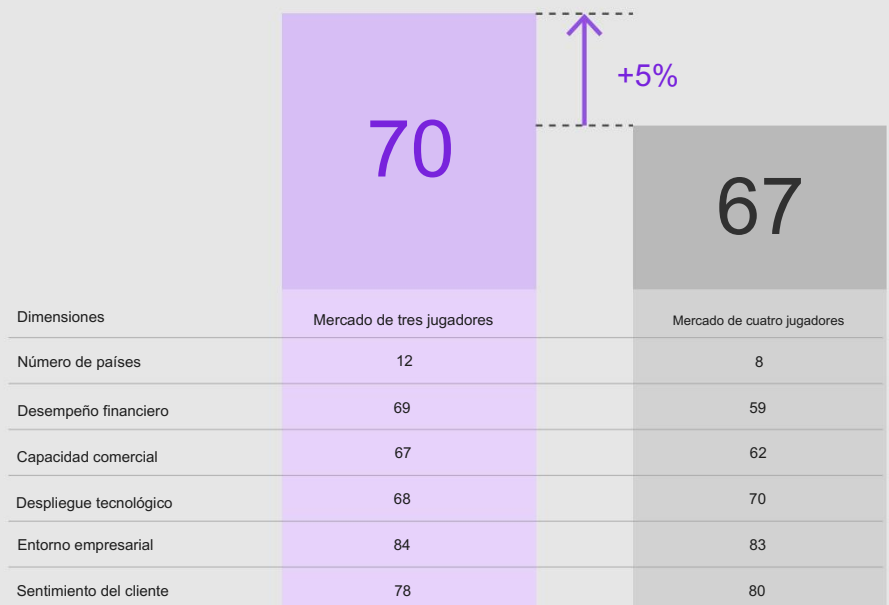 70
+5%
67
Dimensiones Mercado de tres jugadores Mercado de cuatro jugadores
Número de países 12 8
Desempeño financiero 69 59
Capacidad comercial 67 62
Despliegue tecnológico 68 70
Entorno empresarial 84 83
Sentimiento del cliente 78 80